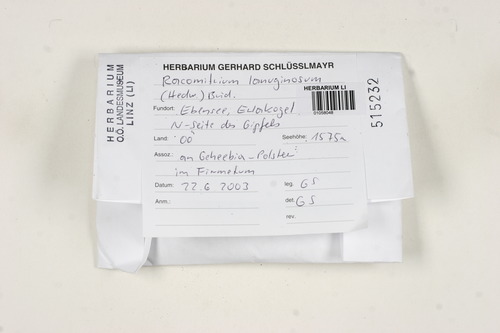 HERBARIUM
O.Ö. LANDESMUSEUM
LINZ (LI)
HERBARIUM GERHARD SCHLÜSSLMAYR
Racomitrium lanuginosum
(Hedw.) Brid.
HERBARIUM LI
01008048
515232
Fundort: Ebensee,
N-Seite des Gipfels
Land: OÖ Seehöhe: 1575m
Assoz.: an Geheebia-Polster
im Firmetum
Datum: 22.6.2003 leg. GS
Anm.: det. GS
rev.